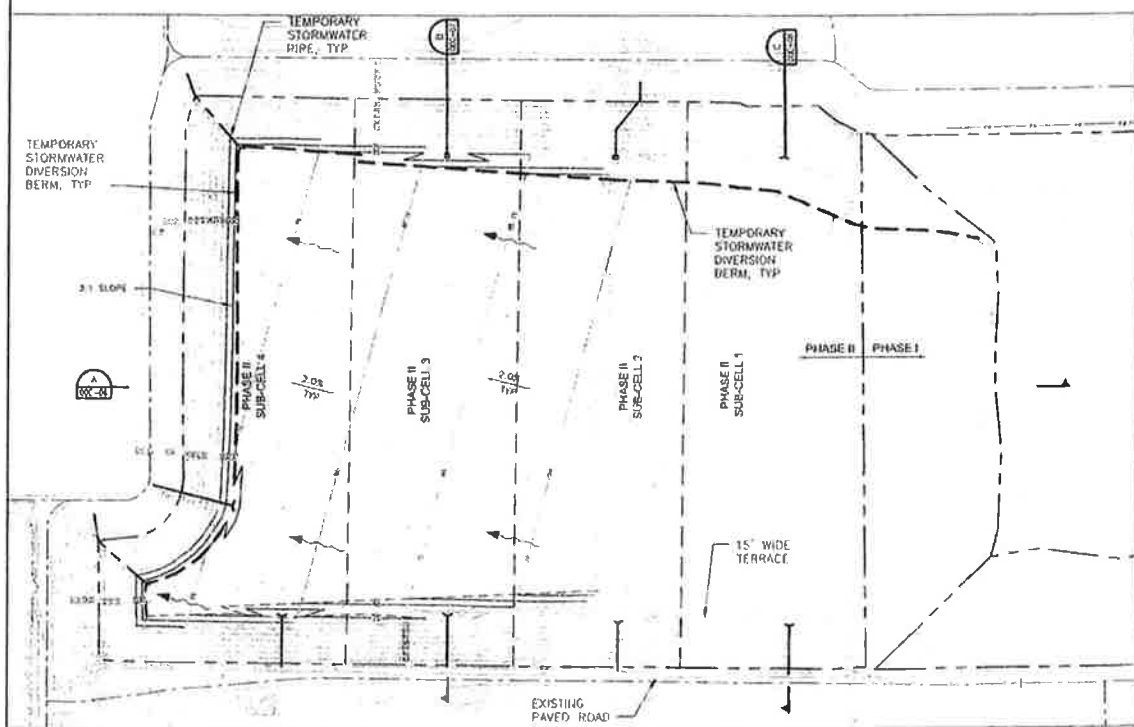 TEMPORARY
STORMWATER
PIPE, TYP
B
C
TEMPORARY
STORMWATER
DIVERSION
BERM, TYP
TEMPORARY
STORMWATER
DIVERSION
BERM, TYP
3:1 SLOPE
A
PHASE II
SUB-CELL 4
2.0%
TYP
PHASE II
SUB-CELL 3
2.0%
TYP
PHASE II
SUB-CELL 2
PHASE II
SUB-CELL 1
PHASE II
PHASE I
15' WIDE
TERRACE
EXISTING
PAVED ROAD